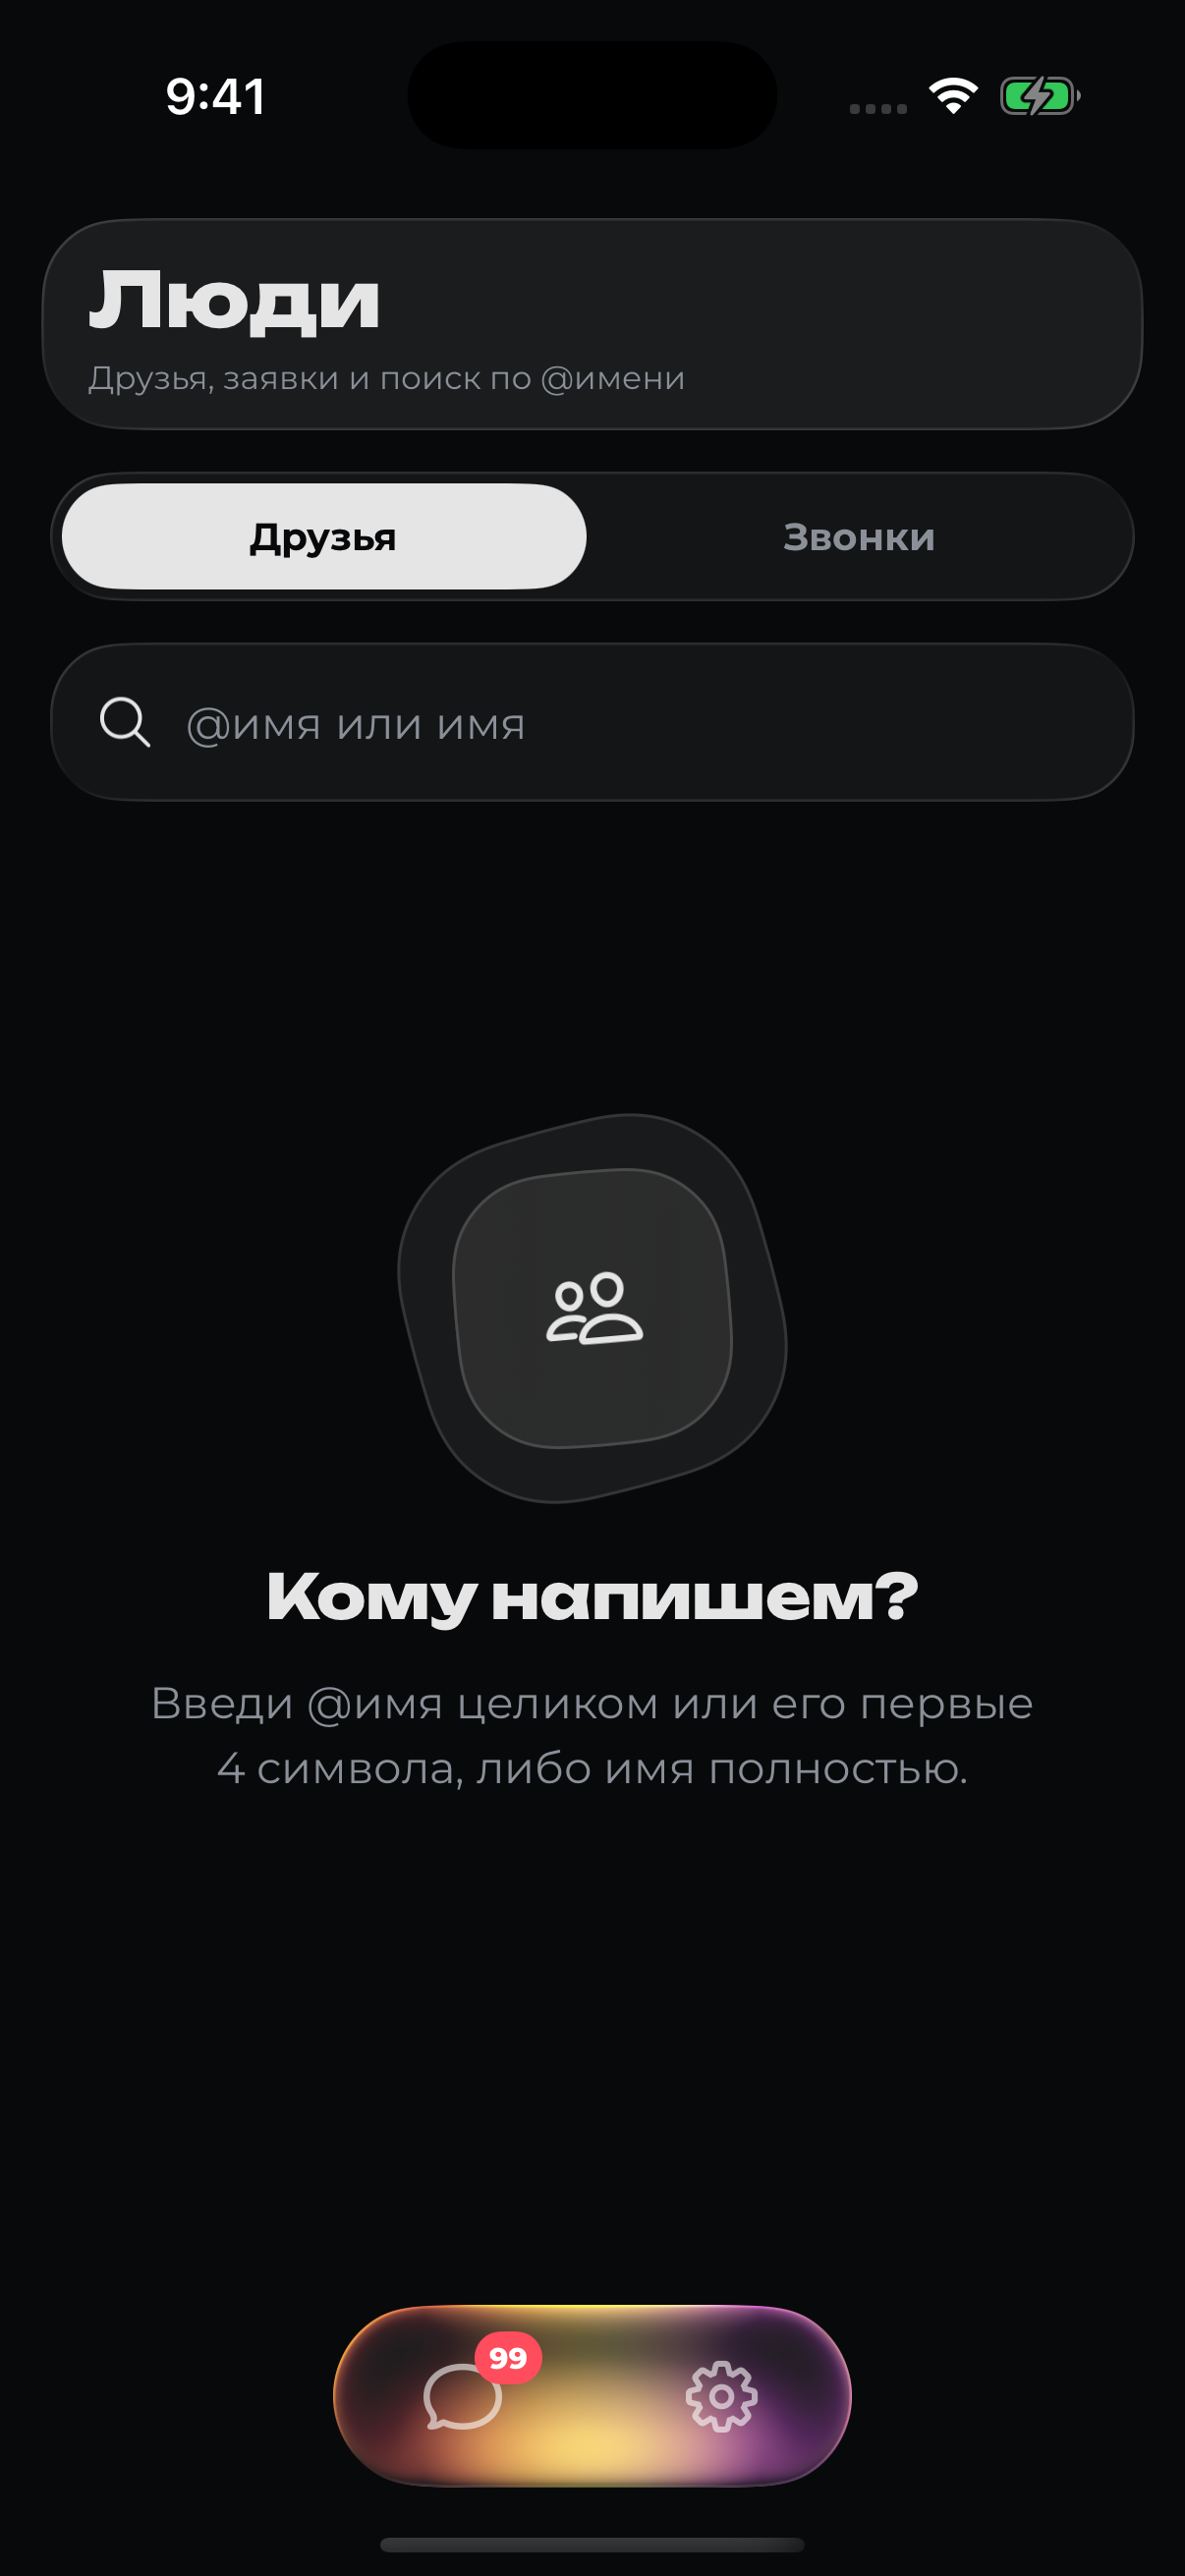 9:41
Люди
Друзья, заявки и поиск по @имени
Друзья
Звонки
@имя или имя
Кому напишем?
Введи @имя целиком или его первые
4 символа, либо имя полностью.
99